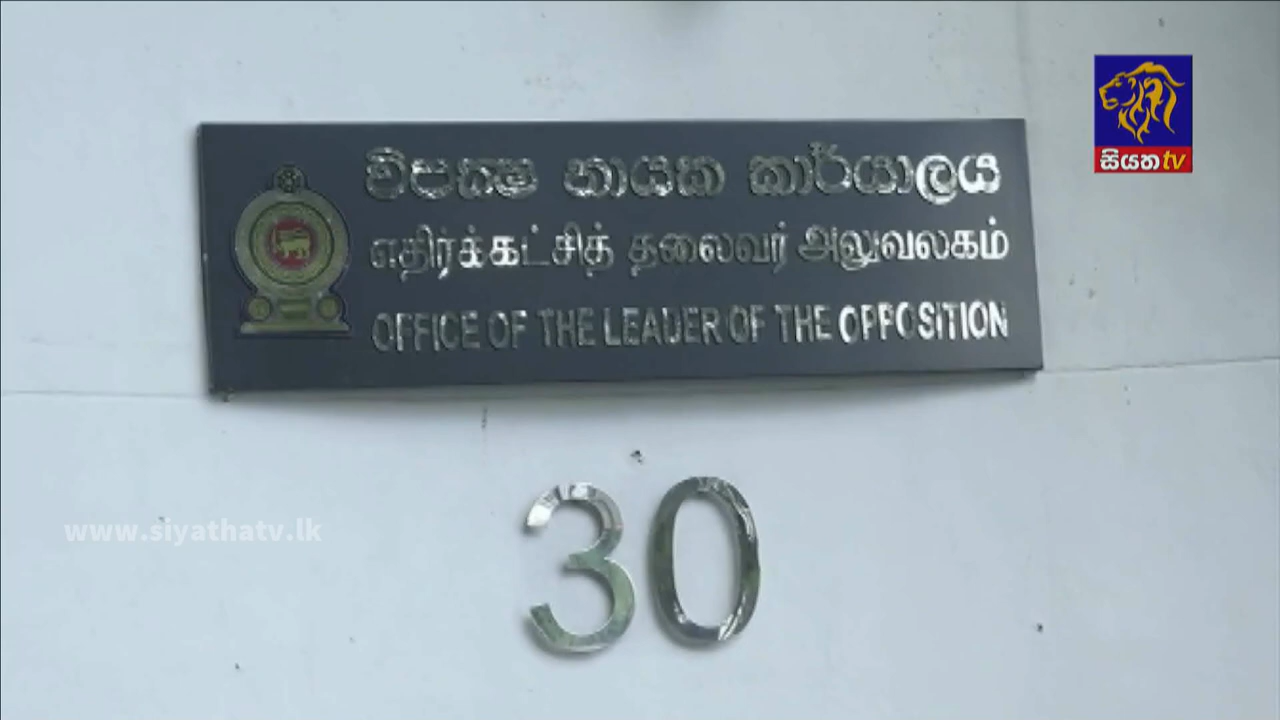 විපක්ෂ නායක කාර්යාලය
எதிர்க்கட்சித் தலைவர் அலுவலகம்
OFFICE OF THE LEADER OF THE OPPOSITION
30
සියත tv
www.siyathatv.lk